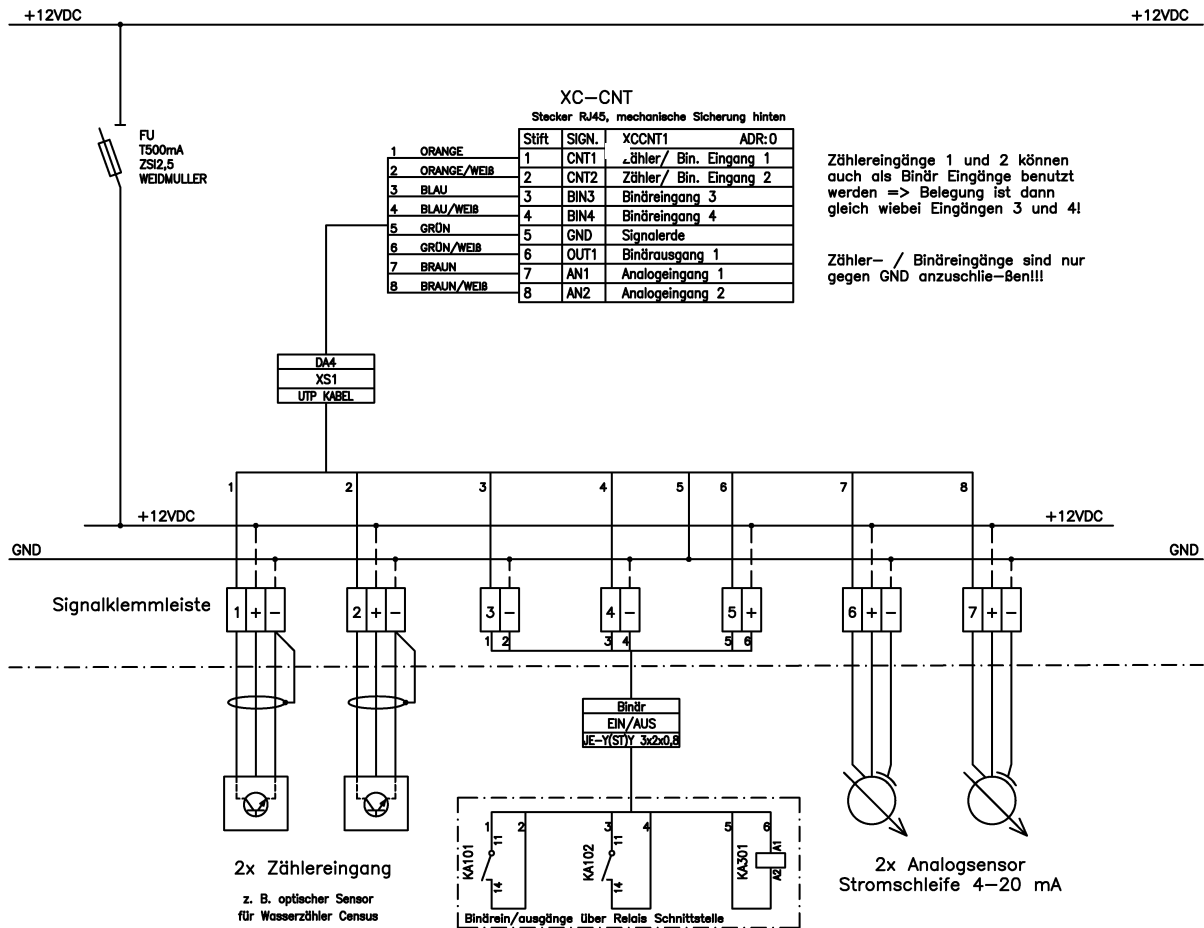 +12VDC +12VDC
XC-CNT
Stecker RJ45, mechanische Sicherung hinten
FU
T500mA
ZSI2,5
WEIDMULLER
Stift SIGN. XCCNT1 ADR:0
1 ORANGE 1 CNT1 Zähler/ Bin. Eingang 1
2 ORANGE/WEIß 2 CNT2 Zähler/ Bin. Eingang 2
3 BLAU 3 BIN3 Binäreingang 3
4 BLAU/WEIß 4 BIN4 Binäreingang 4
5 GRÜN 5 GND Signalerde
6 GRÜN/WEIß 6 OUT1 Binärausgang 1
7 BRAUN 7 AN1 Analogeingang 1
8 BRAUN/WEIß 8 AN2 Analogeingang 2
Zählereingänge 1 und 2 können
auch als Binär Eingänge benutzt
werden => Belegung ist dann
gleich wiebei Eingängen 3 und 4!
Zähler- / Binäreingänge sind nur
gegen GND anzuschlie-ßen!!!
DA4
XS1
UTP KABEL
1 2 3 4 5 6 7 8
+12VDC +12VDC
GND GND
Signalklemmleiste
1 + - 2 + - 3 - 4 - 5 + 6 + - 7 + -
1 2 3 4 5 6
Binär
EIN/AUS
JE-Y(ST)Y 3x2x0,8
1 2 3 4 5 6
KA101 11 14
KA102 11 14
KA301 A1 A2
Binärein/ausgänge über Relais Schnittstelle
2x Zählereingang
z. B. optischer Sensor
für Wasserzähler Census
2x Analogsensor
Stromschleife 4-20 mA